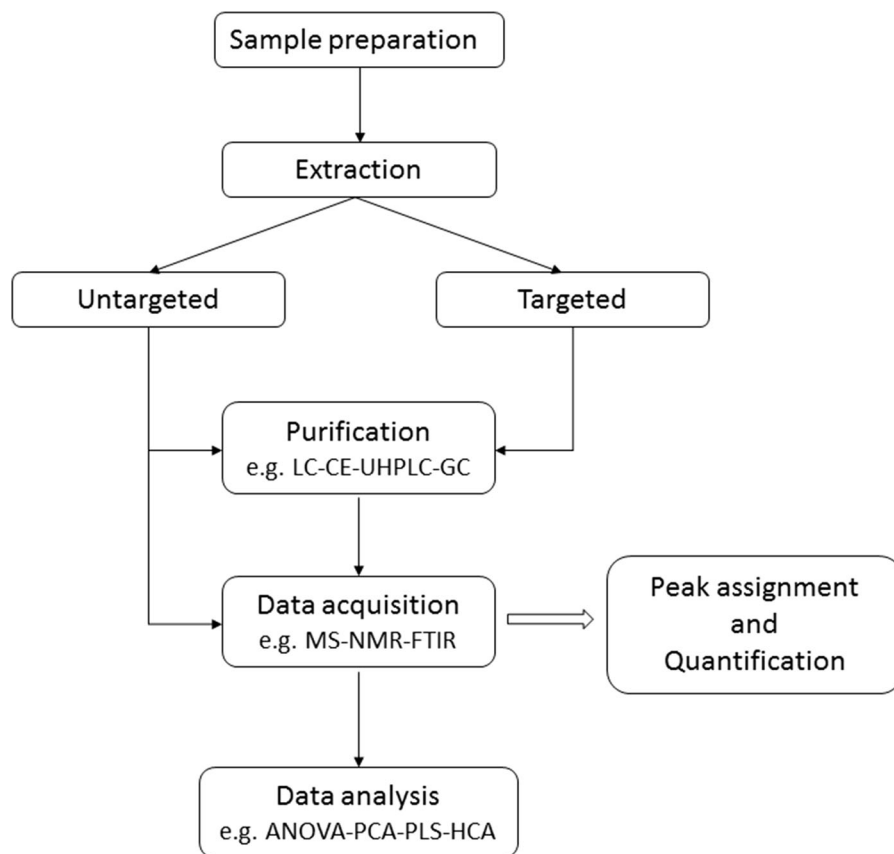 Sample preparation
Extraction
Untargeted
Targeted
Purification
e.g. LC-CE-UHPLC-GC
Data acquisition
e.g. MS-NMR-FTIR
Peak assignment
and
Quantification
Data analysis
e.g. ANOVA-PCA-PLS-HCA